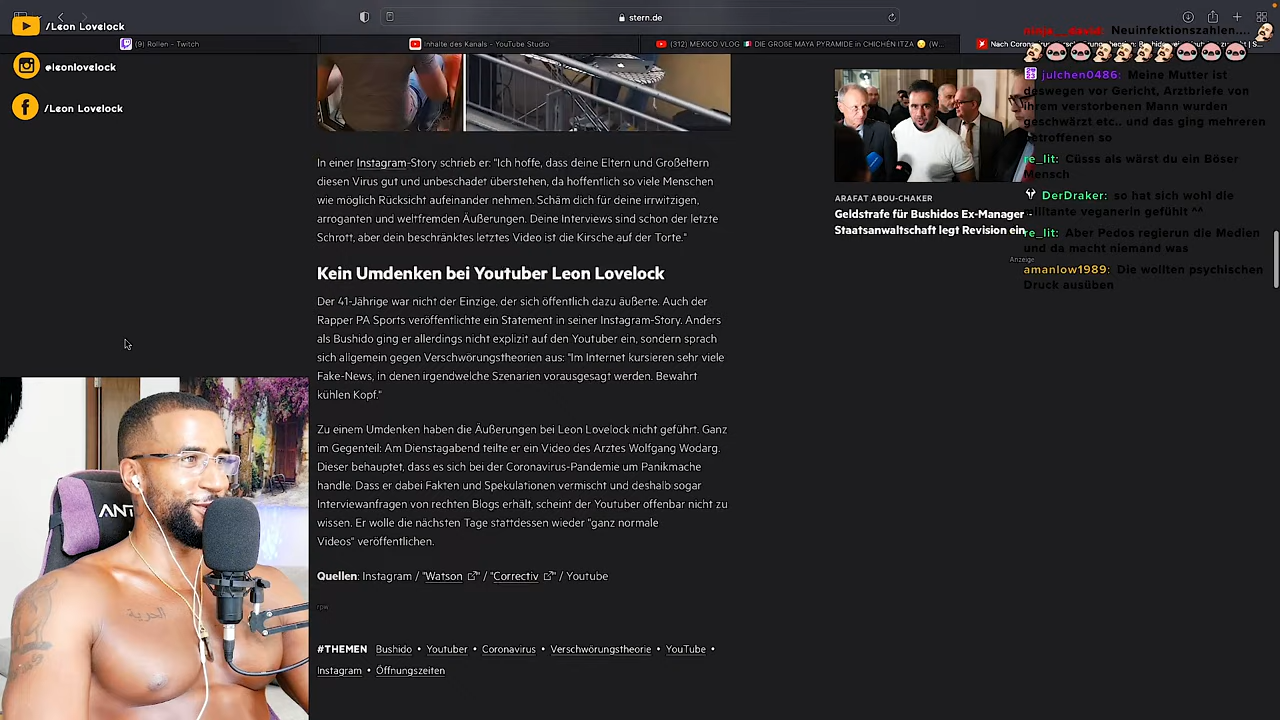 /Leon Lovelock
@leonlovelock
/Leon Lovelock
stern.de
(9) Rollen - Twitch
Inhalte des Kanals - YouTube Studio
(312) MEXICO VLOG 🇲🇽 DIE GROßE MAYA PYRAMIDE in CHICHÉN ITZA 😳 (W...
In einer Instagram-Story schrieb er: "Ich hoffe, dass deine Eltern und Großeltern
diesen Virus gut und unbeschadet überstehen, da hoffentlich so viele Menschen
wie möglich Rücksicht aufeinander nehmen. Schäm dich für deine irrwitzigen,
arroganten und weltfremden Äußerungen. Deine Interviews sind schon der letzte
Schrott, aber dein beschränktes letztes Video ist die Kirsche auf der Torte."
Kein Umdenken bei Youtuber Leon Lovelock
Der 41-Jährige war nicht der Einzige, der sich öffentlich dazu äußerte. Auch der
Rapper PA Sports veröffentlichte ein Statement in seiner Instagram-Story. Anders
als Bushido ging er allerdings nicht explizit auf den Youtuber ein, sondern sprach
sich allgemein gegen Verschwörungstheorien aus: "Im Internet kursieren sehr viele
Fake-News, in denen irgendwelche Szenarien vorausgesagt werden. Bewahrt
kühlen Kopf."
Zu einem Umdenken haben die Äußerungen bei Leon Lovelock nicht geführt. Ganz
im Gegenteil: Am Dienstagabend teilte er ein Video des Arztes Wolfgang Wodarg.
Dieser behauptet, dass es sich bei der Coronavirus-Pandemie um Panikmache
handle. Dass er dabei Fakten und Spekulationen vermischt und deshalb sogar
Interviewanfragen von rechten Blogs erhält, scheint der Youtuber offenbar nicht zu
wissen. Er wolle die nächsten Tage stattdessen wieder "ganz normale
Videos" veröffentlichen.
Quellen: Instagram / "Watson" / "Correctiv" / Youtube
rpw
#THEMEN Bushido • Youtuber • Coronavirus • Verschwörungstheorie • YouTube •
Instagram • Öffnungszeiten
ARAFAT ABOU-CHAKER
Geldstrafe für Bushidos Ex-Manager -
Staatsanwaltschaft legt Revision ein
Anzeige
Neuinfektionszahlen....
julchen0486: Meine Mutter ist
deswegen vor Gericht, Arztbriefe von
ihrem verstorbenen Mann wurden
geschwärzt etc.. und das ging mehreren
betroffenen so
re_lit: Cüsss als wärst du ein Böser
Mensch
DerDraker: so hat sich wohl die
militante veganerin gefühlt ^^
re_lit: Aber Pedos regierun die Medien
und da macht niemand was
amanlow1989: Die wollten psychischen
Druck ausüben
ANT
الحرية